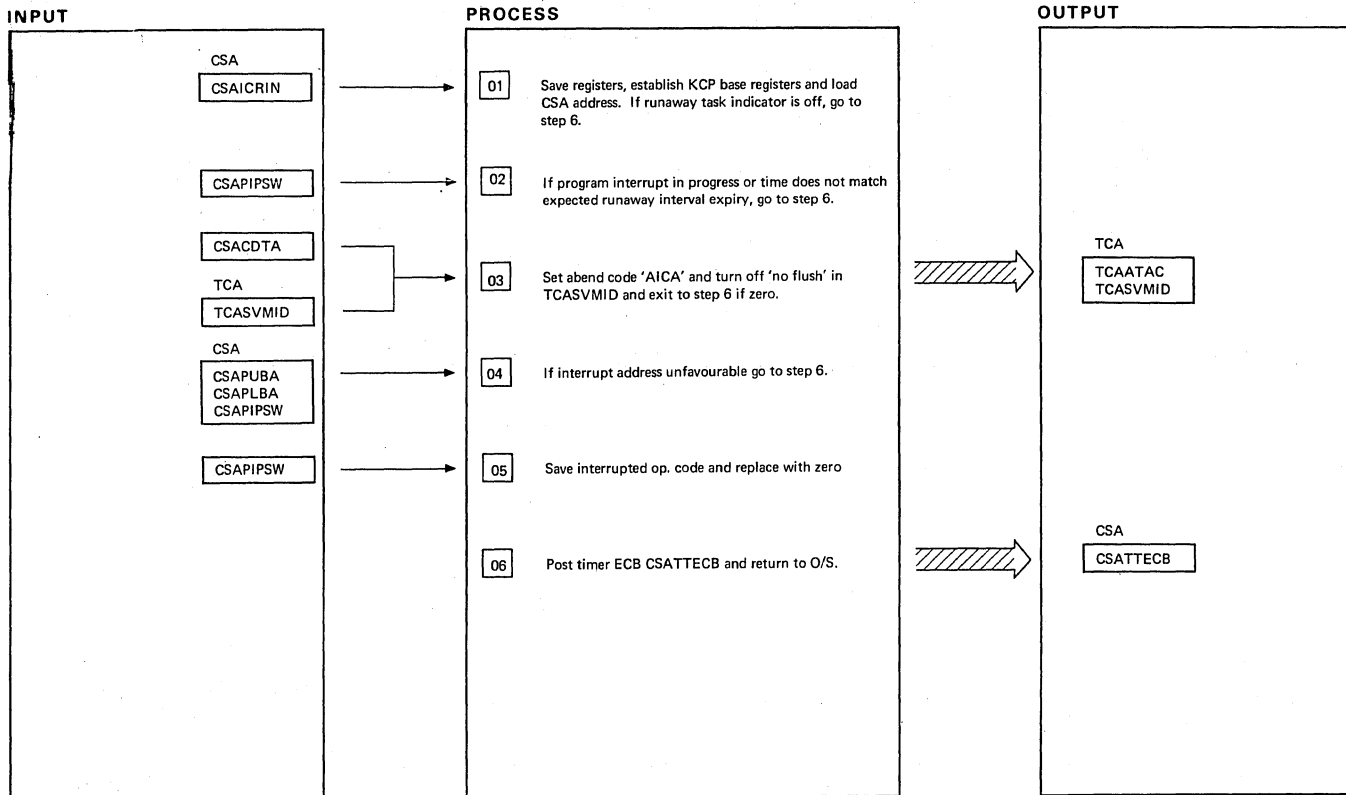 INPUT
PROCESS
OUTPUT
CSA
CSAICRIN
01
Save registers, establish KCP base registers and load
CSA address. If runaway task indicator is off, go to
step 6.
CSAPIPSW
02
If program interrupt in progress or time does not match
expected runaway interval expiry, go to step 6.
CSACDTA
TCA
TCASVMID
03
Set abend code 'AICA' and turn off 'no flush' in
TCASVMID and exit to step 6 if zero.
TCA
TCAATAC
TCASVMID
CSA
CSAPUBA
CSAPLBA
CSAPIPSW
04
If interrupt address unfavourable go to step 6.
CSAPIPSW
05
Save interrupted op. code and replace with zero
06
Post timer ECB CSATTECB and return to O/S.
CSA
CSATTECB